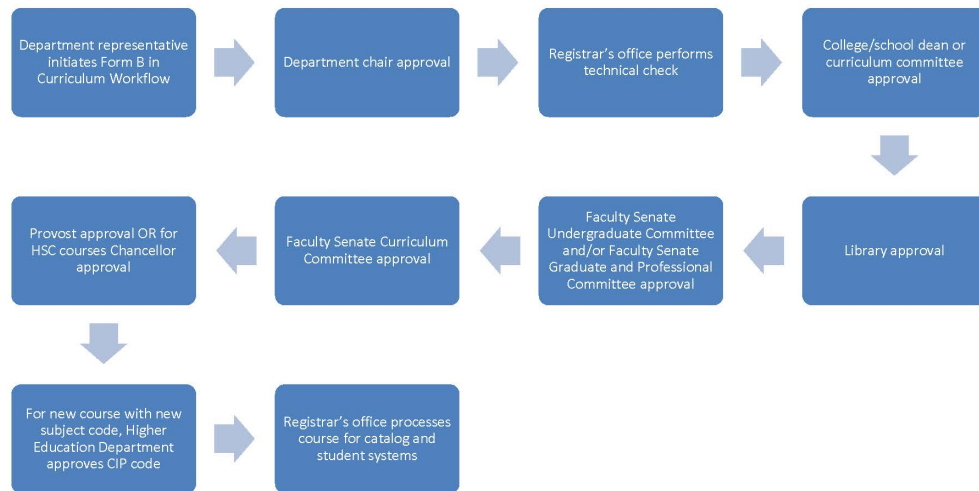 Department representative
initiates Form B in
Curriculum Workflow
Department chair approval
Registrar's office performs
technical check
College/school dean or
curriculum committee
approval
Library approval
Faculty Senate
Undergraduate Committee
and/or Faculty Senate
Graduate and Professional
Committee approval
Faculty Senate Curriculum
Committee approval
Provost approval OR for
HSC courses Chancellor
approval
For new course with new
subject code, Higher
Education Department
approves CIP code
Registrar's office processes
course for catalog and
student systems